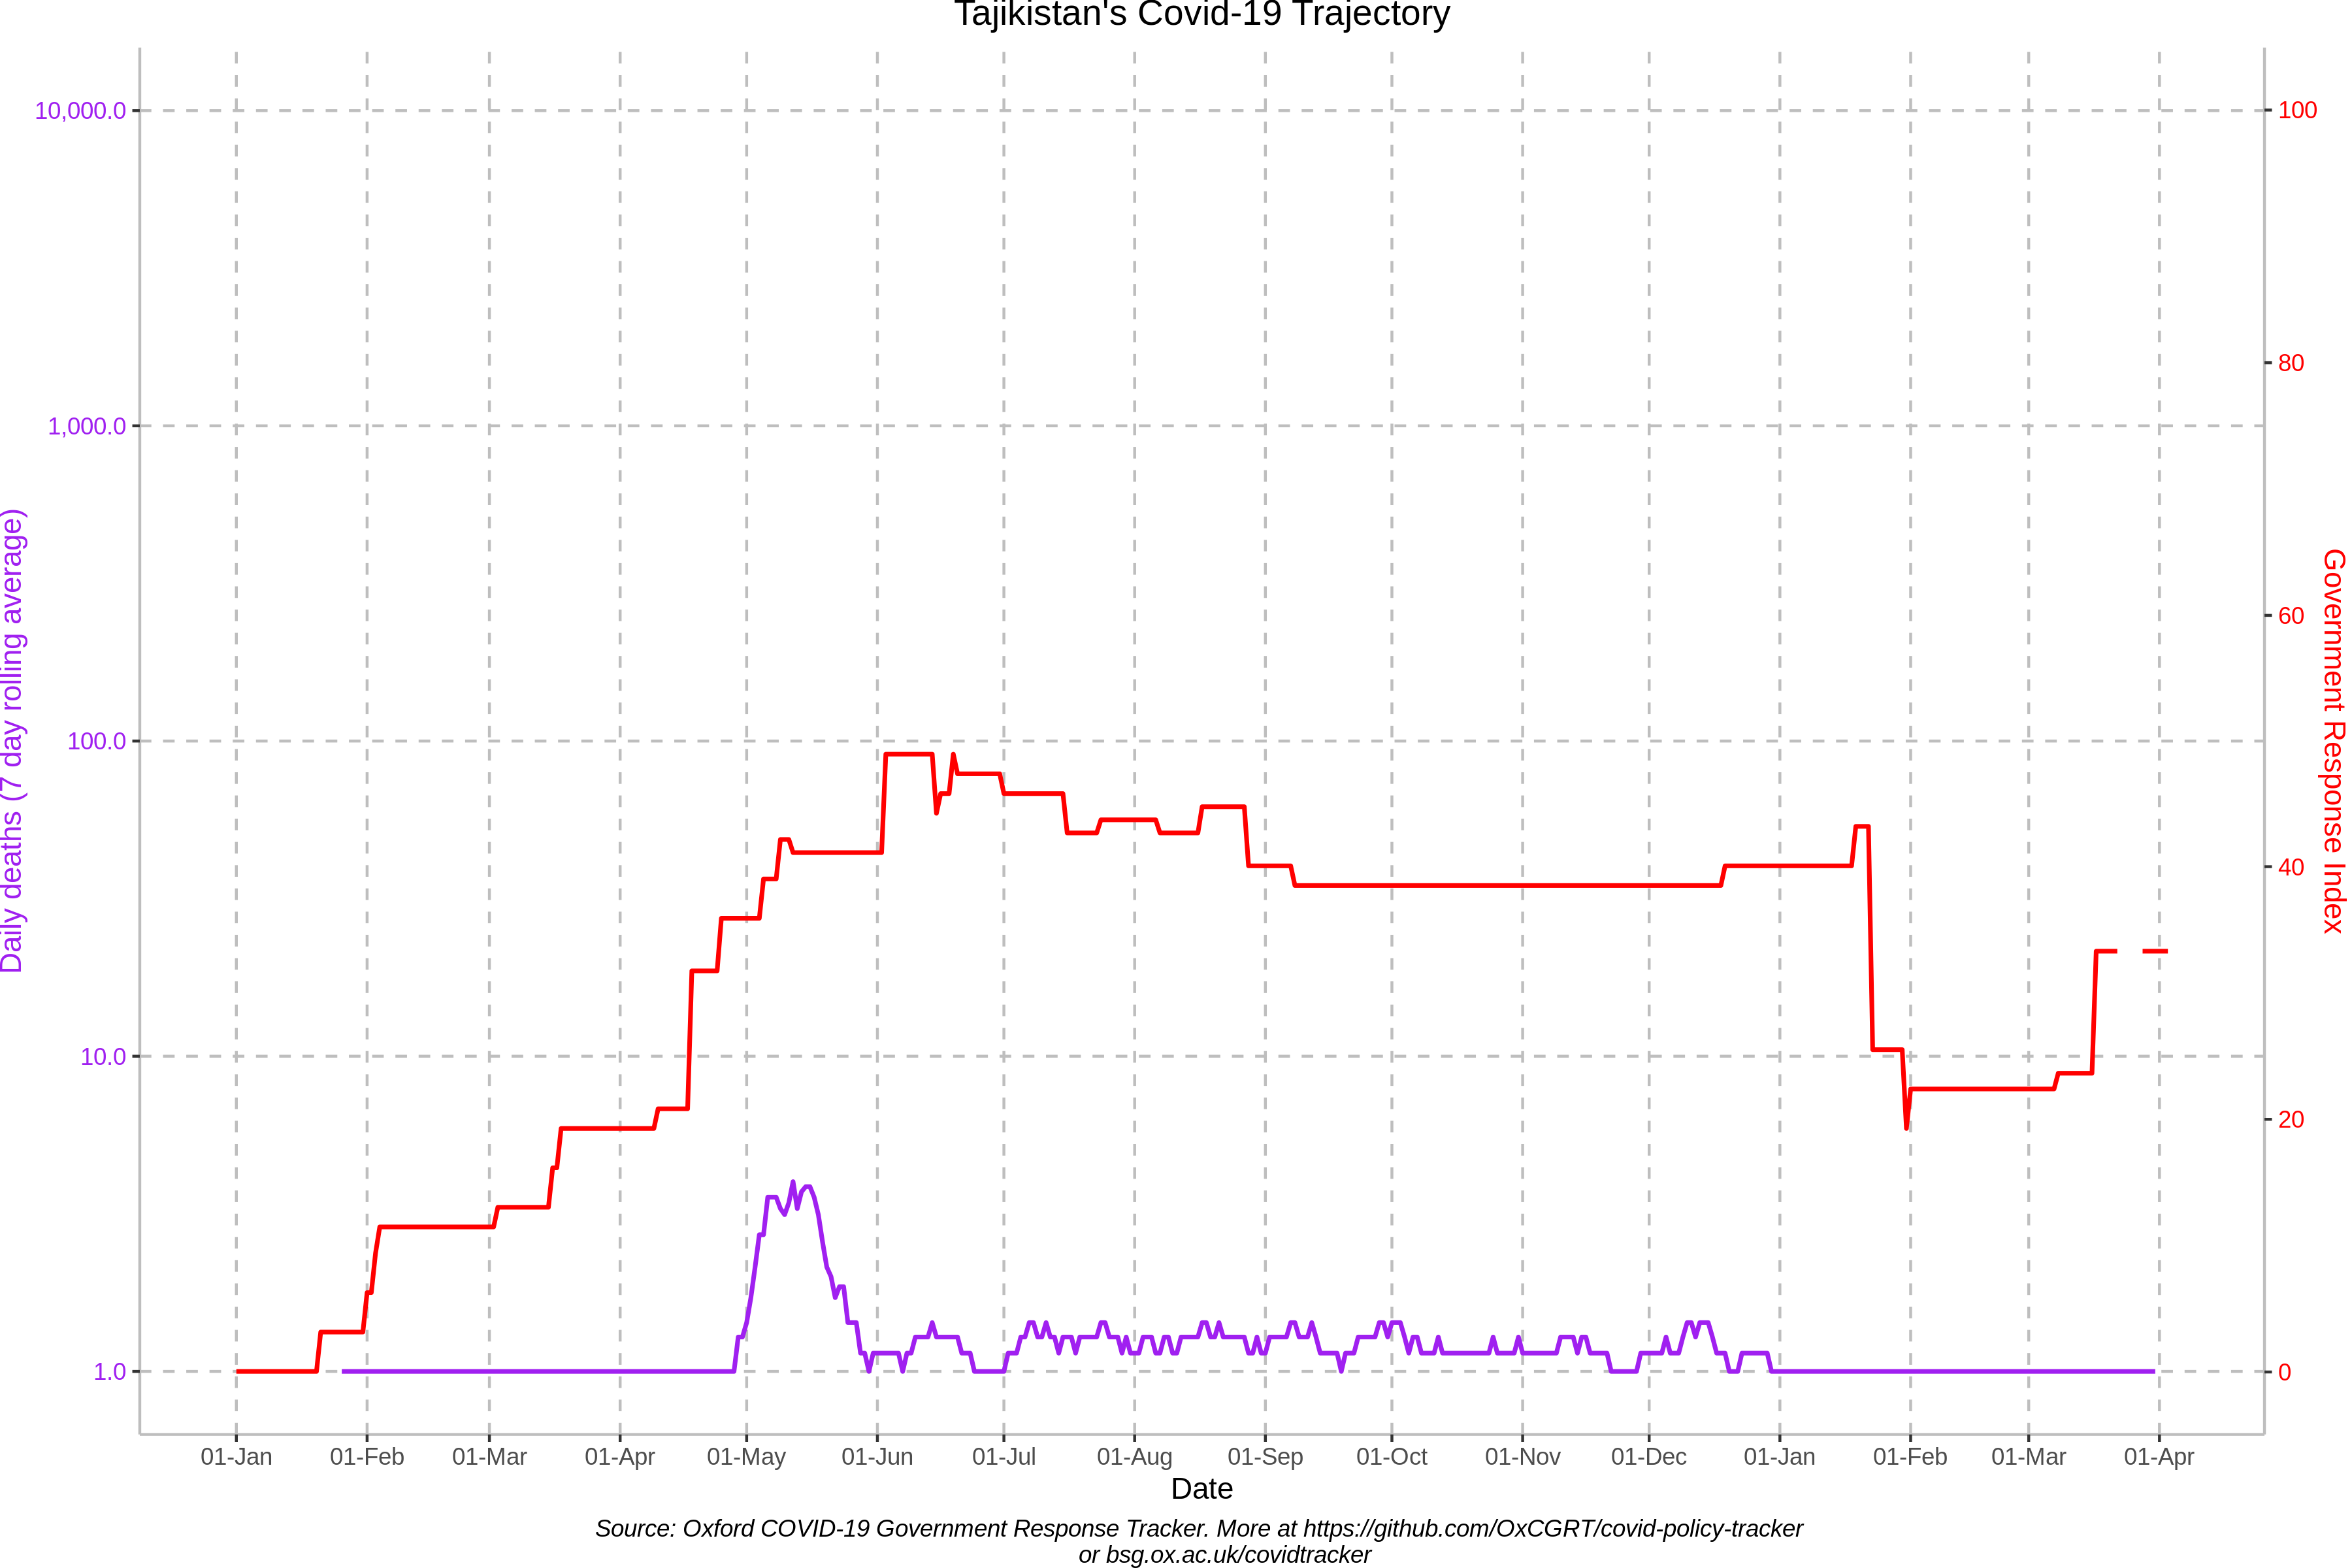 Tajikistan's Covid-19 Trajectory
Daily deaths (7 day rolling average)
10,000.0
1,000.0
100.0
10.0
1.0
100
80
60
40
20
0
Government Response Index
01-Jan 01-Feb 01-Mar 01-Apr 01-May 01-Jun 01-Jul 01-Aug 01-Sep 01-Oct 01-Nov 01-Dec 01-Jan 01-Feb 01-Mar 01-Apr
Date
Source: Oxford COVID-19 Government Response Tracker. More at https://github.com/OxCGRT/covid-policy-tracker
or bsg.ox.ac.uk/covidtracker